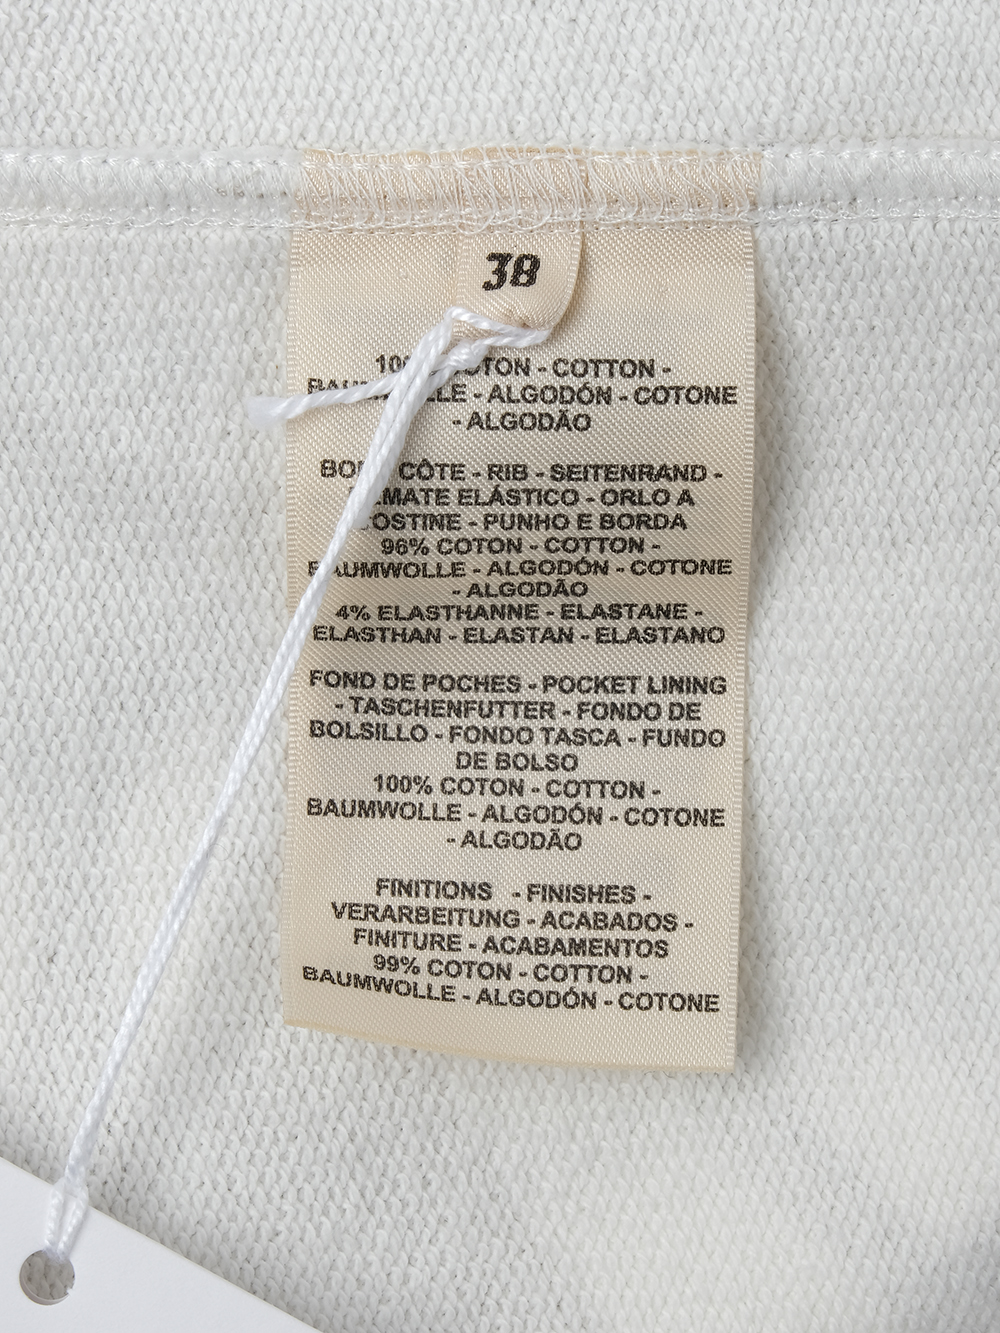 38
COTTON -
- ALGODÓN - COTONE
- ALGODÃO
CÔTE - RIB - SEITENRAND -
ELÁSTICO - ORLO A
- PUNHO E BORDA
96% COTON - COTTON -
BAUMWOLLE - ALGODÓN - COTONE
- ALGODÃO
4% ELASTHANNE - ELASTANE -
ELASTHAN - ELASTAN - ELASTANO
FOND DE POCHES - POCKET LINING
- TASCHENFUTTER - FONDO DE
BOLSILLO - FONDO TASCA - FUNDO
DE BOLSO
100% COTON - COTTON -
BAUMWOLLE - ALGODÓN - COTONE
- ALGODÃO
FINITIONS - FINISHES -
VERARBEITUNG - ACABADOS -
FINITURE - ACABAMENTOS
99% COTON - COTTON -
BAUMWOLLE - ALGODÓN - COTONE